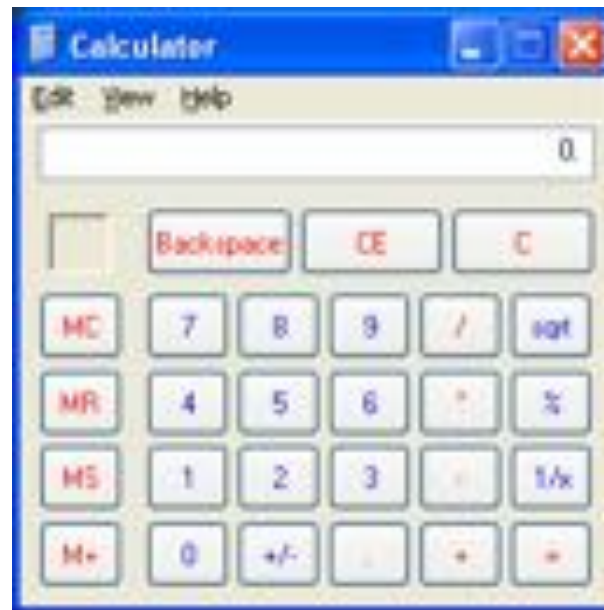 Calculator
Edit View Help
0.
Backspace CE C
MC 7 8 9 / sqrt
MR 4 5 6 * %
MS 1 2 3 - 1/x
M+ 0 +/- . + =